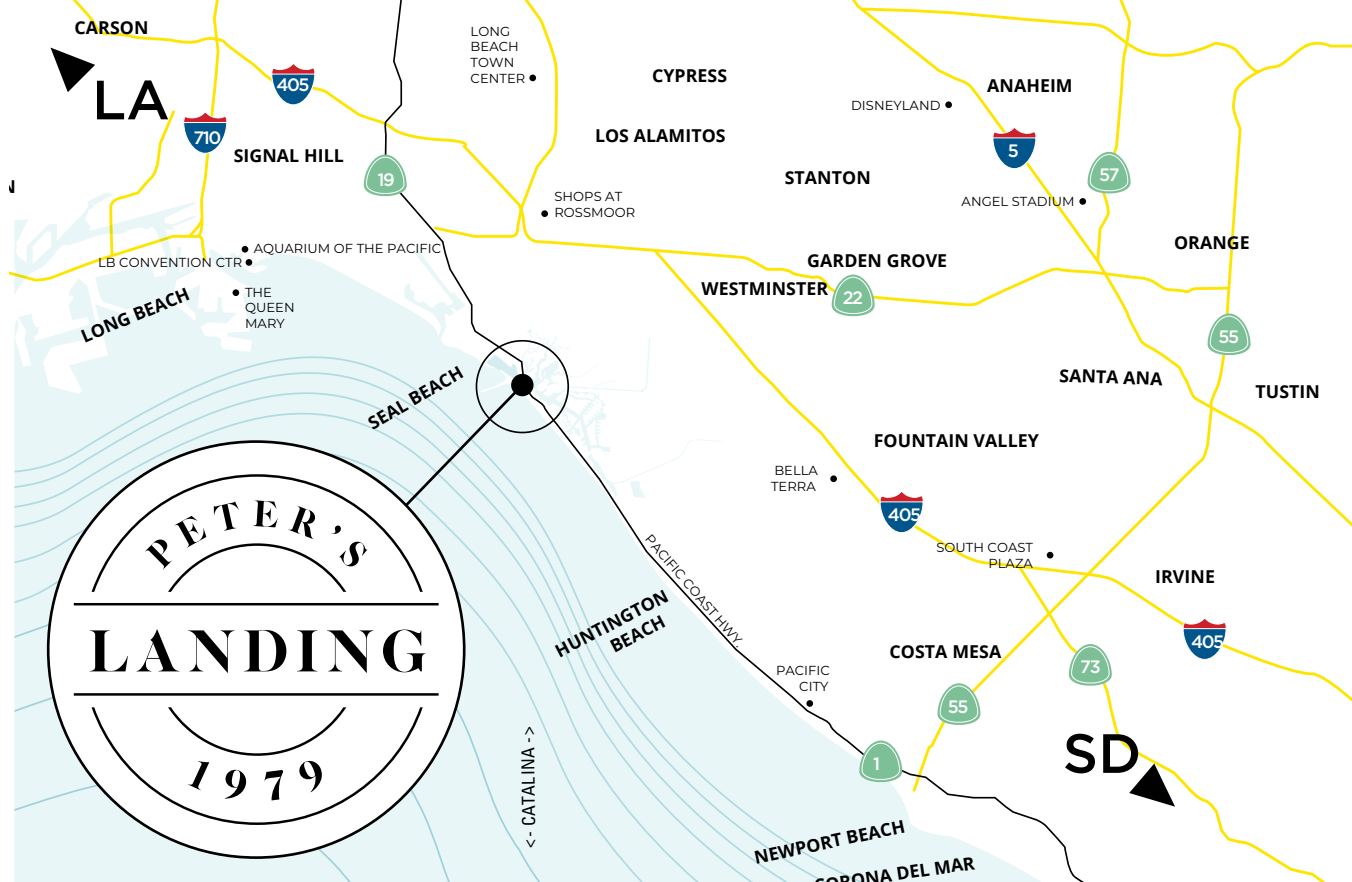 CARSON
LA
405
710
SIGNAL HILL
19
LONG
BEACH
TOWN
CENTER
CYPRESS
LOS ALAMITOS
STANTON
ANAHEIM
DISNEYLAND
5
57
ANGEL STADIUM
SHOPS AT
ROSSMOOR
ORANGE
N
AQUARIUM OF THE PACIFIC
LB CONVENTION CTR
THE
QUEEN
MARY
LONG BEACH
GARDEN GROVE
WESTMINSTER
22
55
SANTA ANA
TUSTIN
SEAL BEACH
FOUNTAIN VALLEY
BELLA
TERRA
405
SOUTH COAST
PLAZA
IRVINE
405
PETER'S
LANDING
1979
PACIFIC COAST HWY.
HUNTINGTON
BEACH
COSTA MESA
73
PACIFIC
CITY
55
1
SD
<- CATALINA ->
NEWPORT BEACH
CORONA DEL MAR